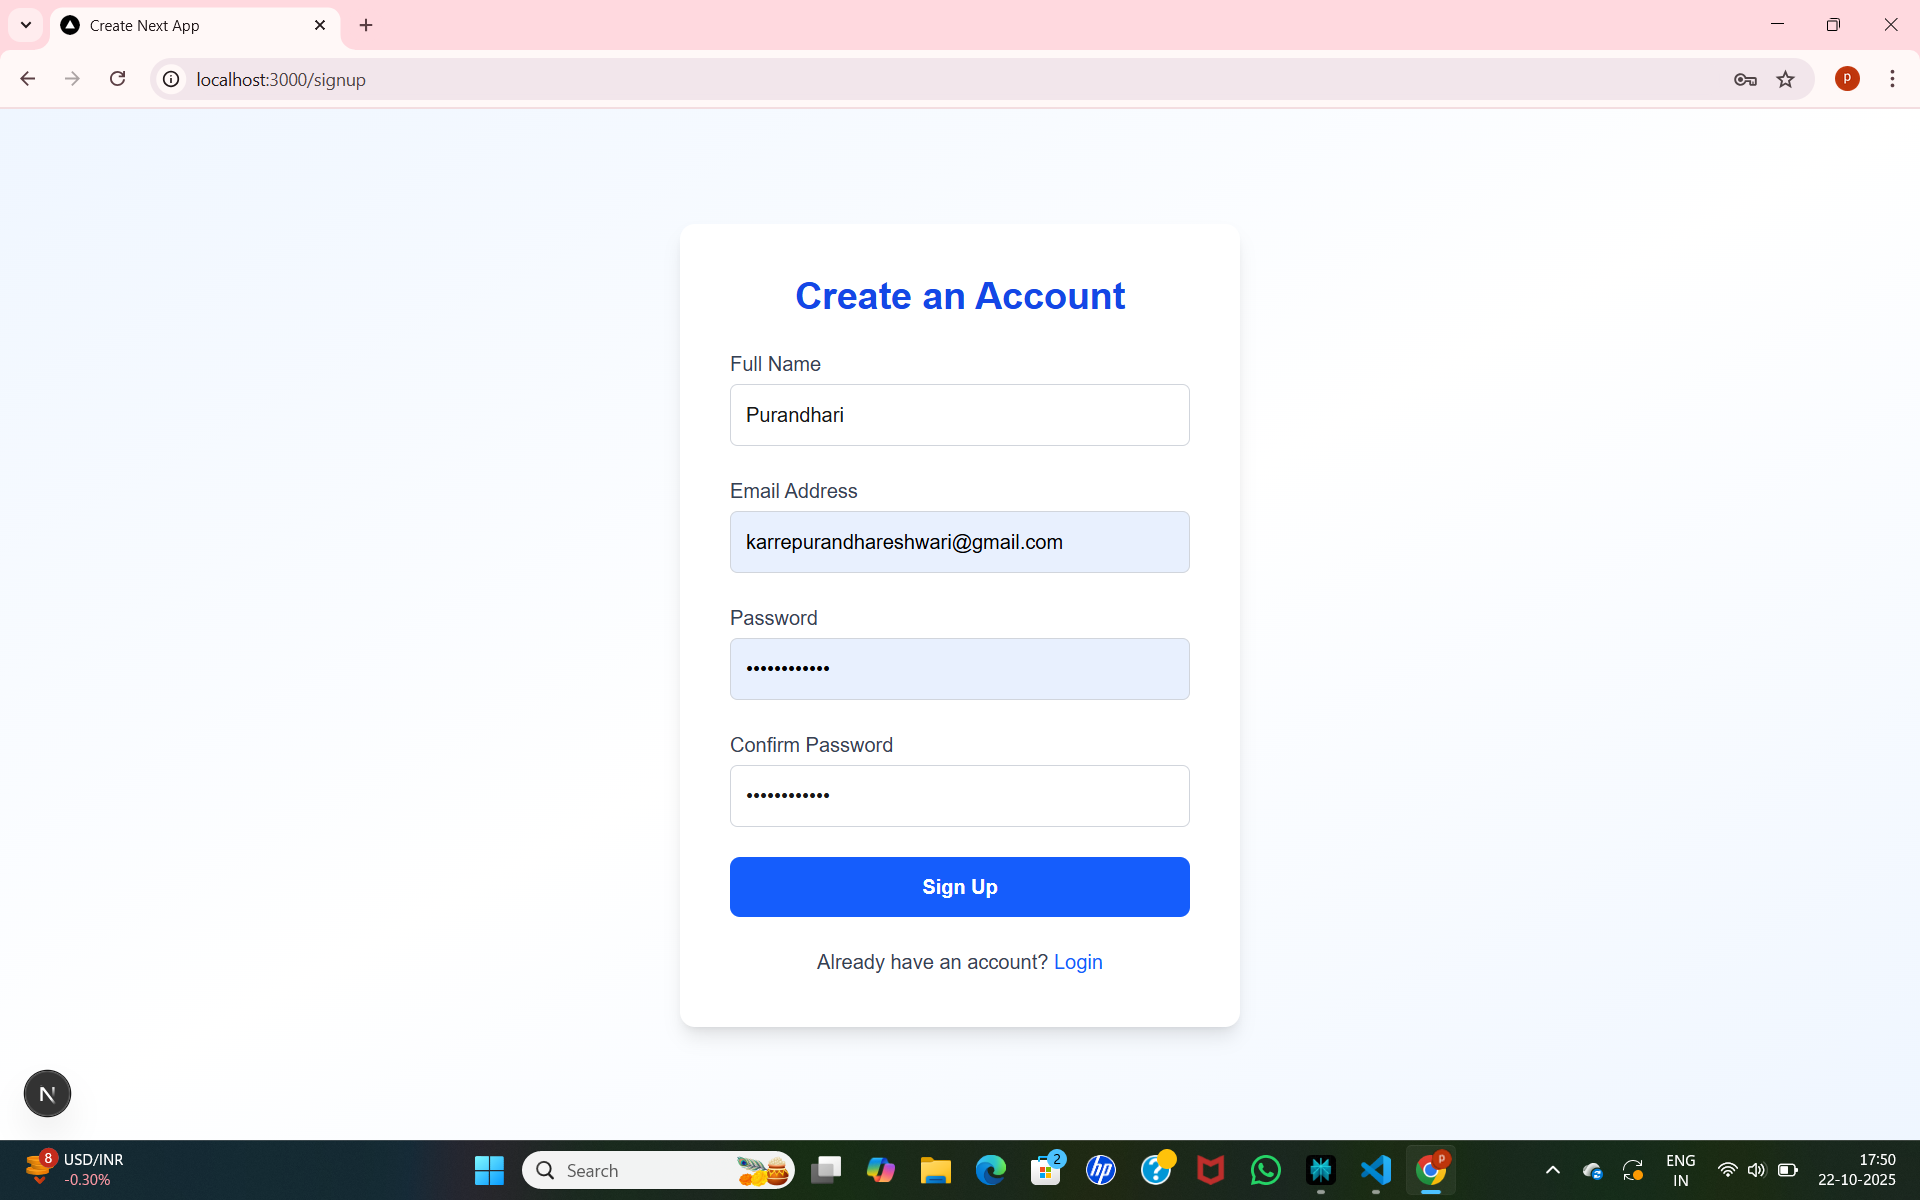 Create Next App
localhost:3000/signup
P
Create an Account
Full Name
Purandhari
Email Address
karrepurandhareshwari@gmail.com
Password
••••••••••••
Confirm Password
••••••••••••
Sign Up
Already have an account? Login
N
8
USD/INR
-0.30%
Search
2
hp
?
P
ENG
IN
17:50
22-10-2025